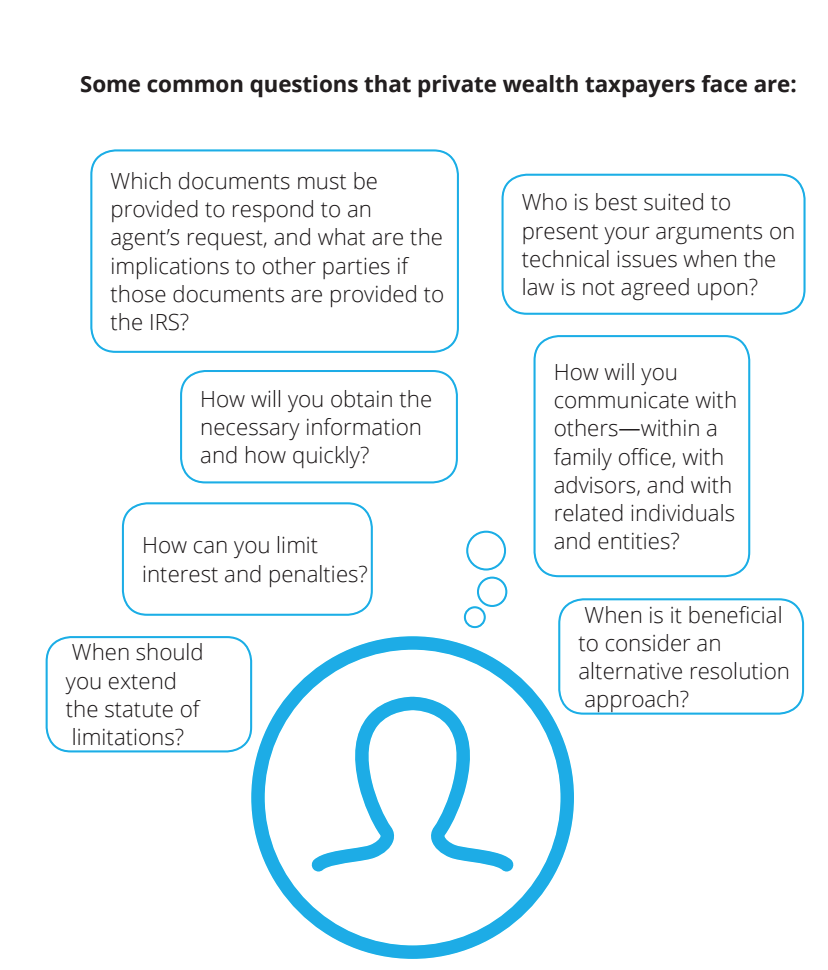 Some common questions that private wealth taxpayers face are:
Which documents must be
provided to respond to an
agent’s request, and what are the
implications to other parties if
those documents are provided to
the IRS?
Who is best suited to
present your arguments on
technical issues when the
law is not agreed upon?
How will you obtain the
necessary information
and how quickly?
How will you
communicate with
others—within a
family office, with
advisors, and with
related individuals
and entities?
How can you limit
interest and penalties?
When is it beneficial
to consider an
alternative resolution
approach?
When should
you extend
the statute of
limitations?